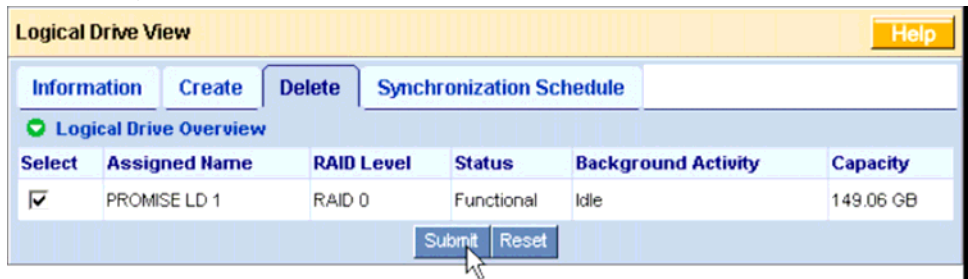 Logical Drive View Help
Information Create Delete Synchronization Schedule
Logical Drive Overview
Select Assigned Name RAID Level Status Background Activity Capacity
PROMISE LD 1 RAID 0 Functional Idle 149.06 GB
Submit Reset